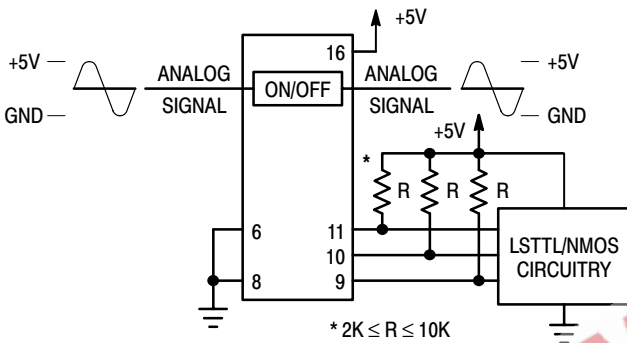 +5V
16
+5V
ANALOG
SIGNAL
GND
ON/OFF
ANALOG
SIGNAL
+5V
GND
+5V
*
R
R
R
6
8
11
10
9
LSTTL/NMOS
CIRCUITRY
* 2K ≤ R ≤ 10K